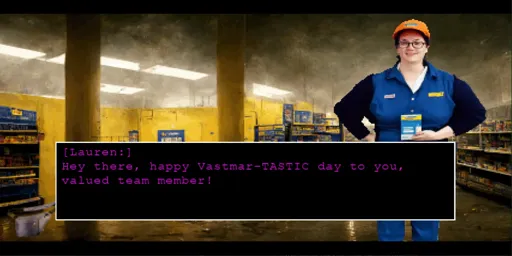 [Lauren:]
Hey there, happy Vastmar-TASTIC day to you,
valued team member!